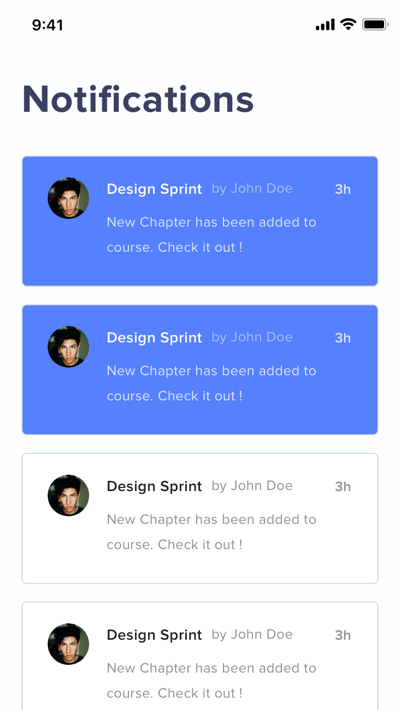 9:41
Notifications
Design Sprint by John Doe 3h
New Chapter has been added to
course. Check it out !
Design Sprint by John Doe 3h
New Chapter has been added to
course. Check it out !
Design Sprint by John Doe 3h
New Chapter has been added to
course. Check it out !
Design Sprint by John Doe 3h
New Chapter has been added to
course. Check it out !